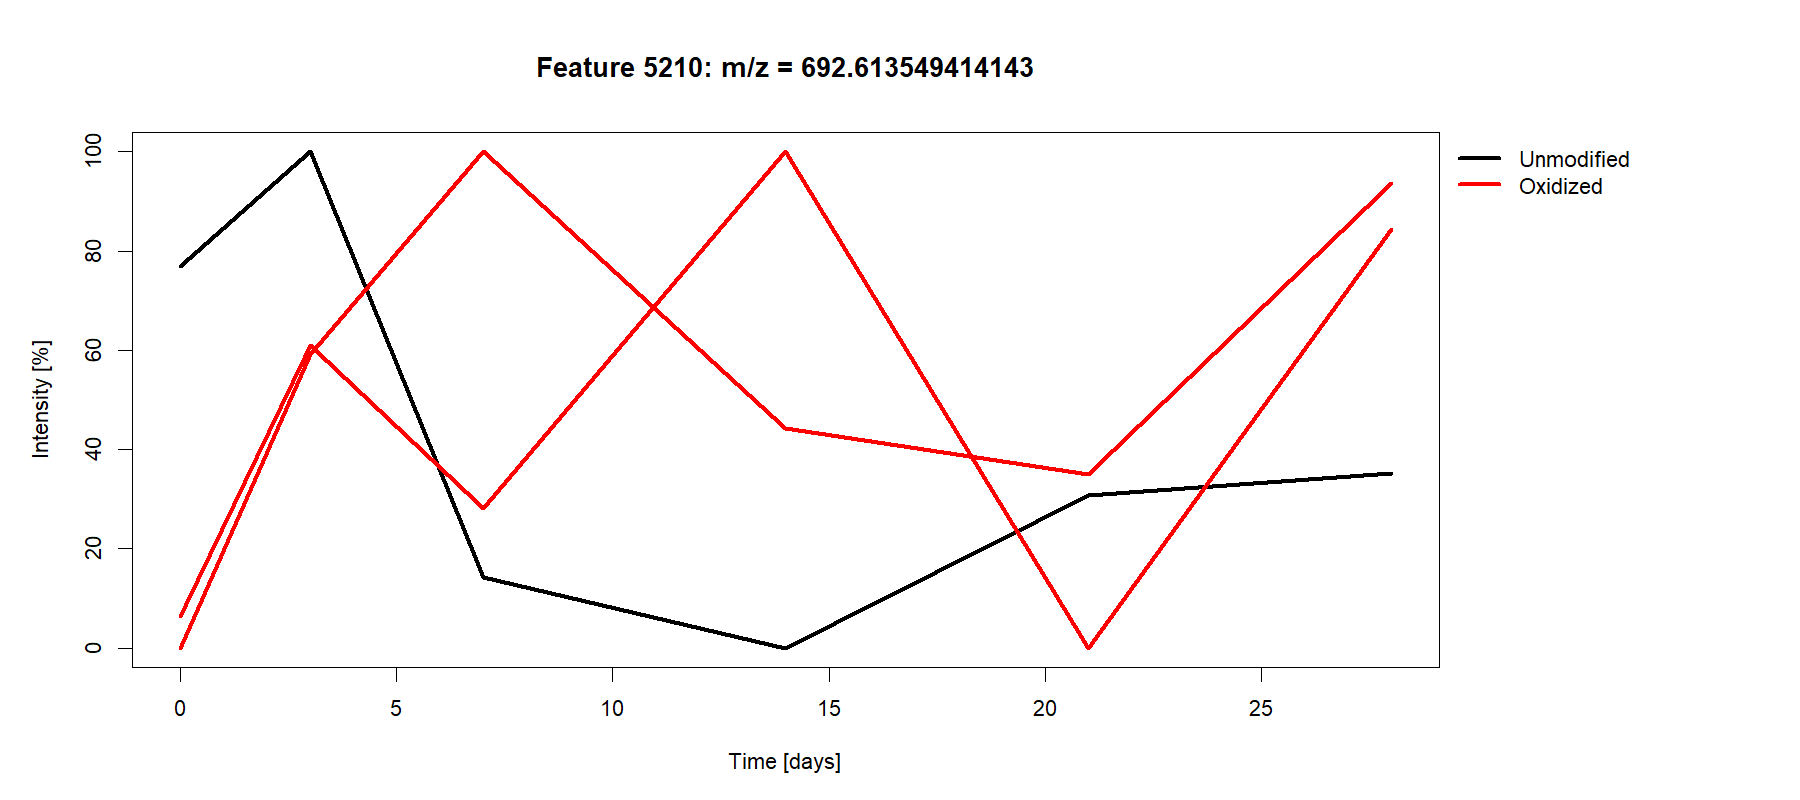 Feature 5210: m/z = 692.613549414143
Unmodified
Oxidized
Intensity [%]
100
80
60
40
20
0
0 5 10 15 20 25
Time [days]